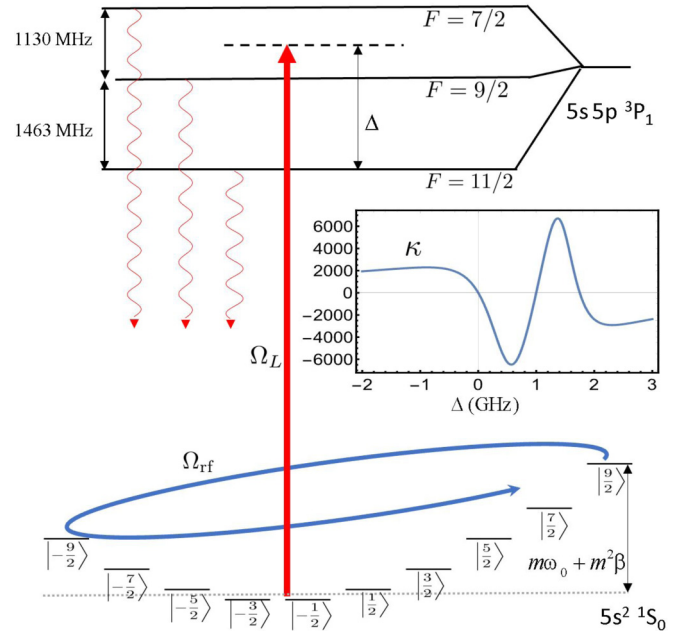 1130 MHz
F = 7/2
F = 9/2
5s 5p ³P₁
Δ
1463 MHz
F = 11/2
6000
4000
2000
0
−2000
−4000
−6000
κ
−2 −1 0 1 2 3
Δ (GHz)
Ω_L
Ω_rf
|9/2⟩
|7/2⟩
|−9/2⟩
|5/2⟩
mω₀ + m²β
|−7/2⟩
|3/2⟩
|−5/2⟩
|−3/2⟩
|−1/2⟩
|1/2⟩
5s² ¹S₀